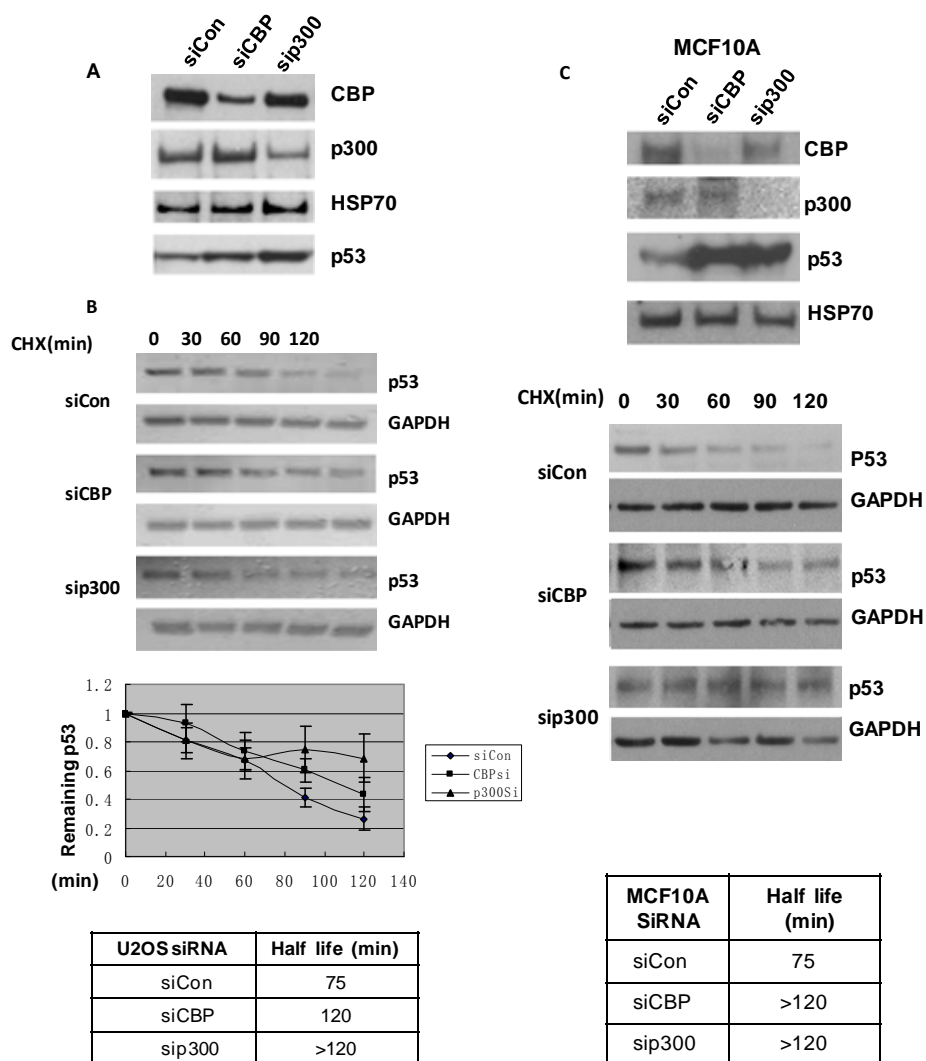 A
siCon siCBP sip300
CBP
p300
HSP70
p53
B
CHX(min) 0 30 60 90 120
siCon
p53
GAPDH
siCBP
p53
GAPDH
sip300
p53
GAPDH
1.2
1
0.8
0.6
0.4
0.2
0
Remaining p53
(min) 0 20 40 60 80 100 120 140
siCon
CBPsi
p300Si
U2OS siRNA Half life (min)
siCon 75
siCBP 120
sip300 >120
C
MCF10A
siCon siCBP sip300
CBP
p300
p53
HSP70
CHX(min) 0 30 60 90 120
siCon
P53
GAPDH
siCBP
p53
GAPDH
sip300
p53
GAPDH
MCF10A Half life
SiRNA (min)
siCon 75
siCBP >120
sip300 >120